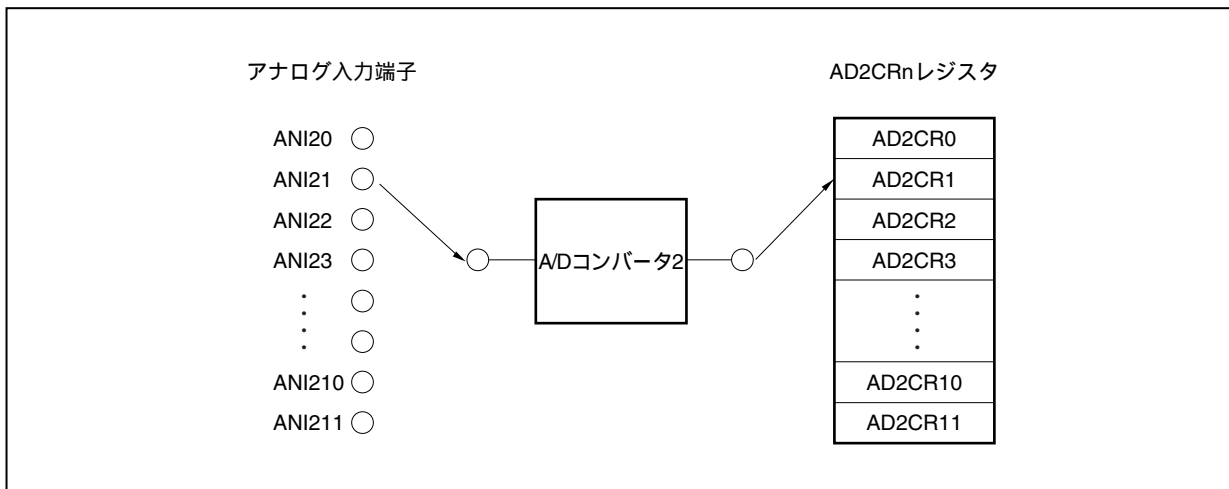 アナログ入力端子
ANI20
ANI21
ANI22
ANI23
ANI210
ANI211
A/Dコンバータ2
AD2CRnレジスタ
AD2CR0
AD2CR1
AD2CR2
AD2CR3
AD2CR10
AD2CR11